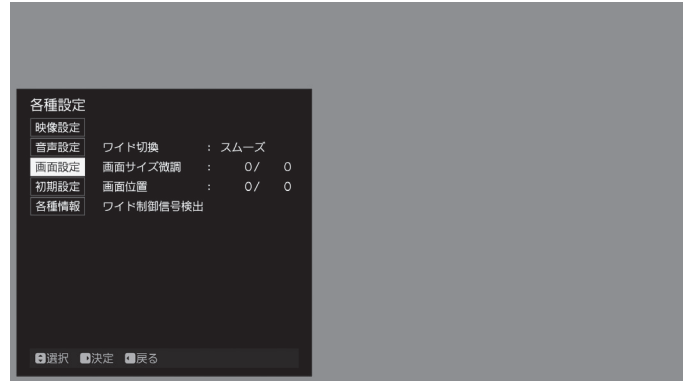 各種設定
映像設定
音声設定 ワイド切換 : スムーズ
画面設定 画面サイズ微調 : 0/ 0
初期設定 画面位置 : 0/ 0
各種情報 ワイド制御信号検出
選択 決定 戻る